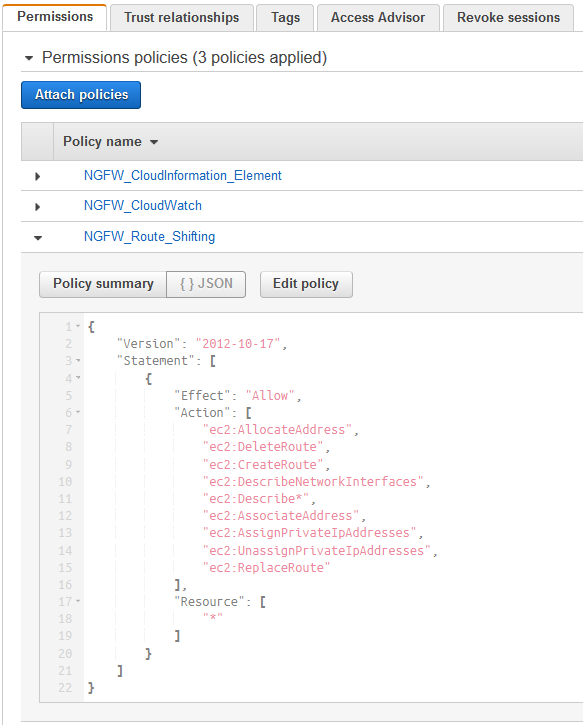 Permissions Trust relationships Tags Access Advisor Revoke sessions
Permissions policies (3 policies applied)
Attach policies
Policy name
NGFW_CloudInformation_Element
NGFW_CloudWatch
NGFW_Route_Shifting
Policy summary { } JSON Edit policy
1 {
2 "Version": "2012-10-17",
3 "Statement": [
4 {
5 "Effect": "Allow",
6 "Action": [
7 "ec2:AllocateAddress",
8 "ec2:DeleteRoute",
9 "ec2:CreateRoute",
10 "ec2:DescribeNetworkInterfaces",
11 "ec2:Describe*",
12 "ec2:AssociateAddress",
13 "ec2:AssignPrivateIpAddresses",
14 "ec2:UnassignPrivateIpAddresses",
15 "ec2:ReplaceRoute"
16 ],
17 "Resource": [
18 "*"
19 ]
20 }
21 ]
22 }